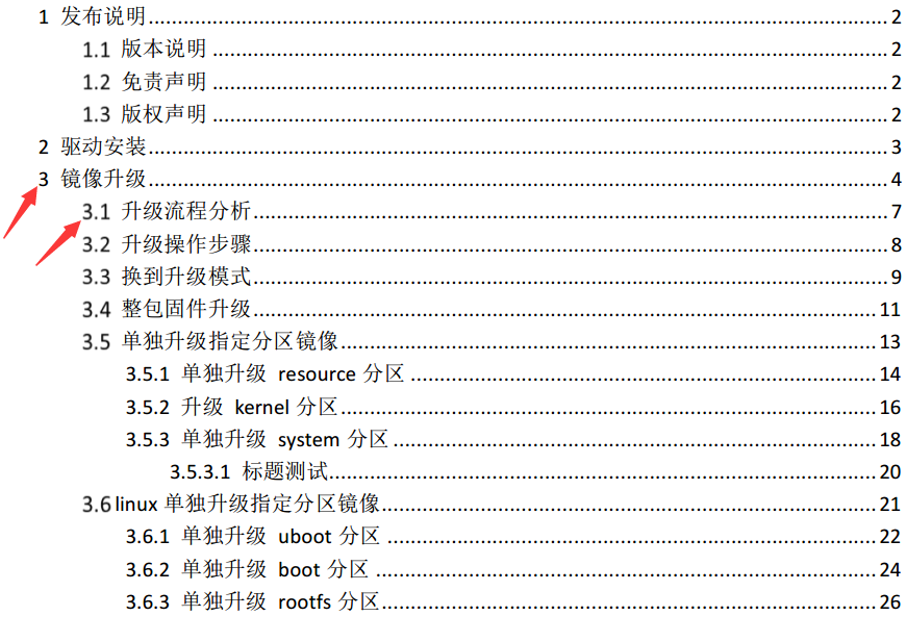 1 发布说明........................................................................2
1.1 版本说明........................................................................2
1.2 免责声明........................................................................2
1.3 版权声明........................................................................2
2 驱动安装........................................................................3
3 镜像升级........................................................................4
3.1 升级流程分析........................................................................7
3.2 升级操作步骤........................................................................8
3.3 换到升级模式........................................................................9
3.4 整包固件升级........................................................................11
3.5 单独升级指定分区镜像........................................................................13
3.5.1 单独升级 resource 分区........................................................................14
3.5.2 升级 kernel 分区........................................................................16
3.5.3 单独升级 system 分区........................................................................18
3.5.3.1 标题测试........................................................................20
3.6 linux 单独升级指定分区镜像........................................................................21
3.6.1 单独升级 uboot 分区........................................................................22
3.6.2 单独升级 boot 分区........................................................................24
3.6.3 单独升级 rootfs 分区........................................................................26